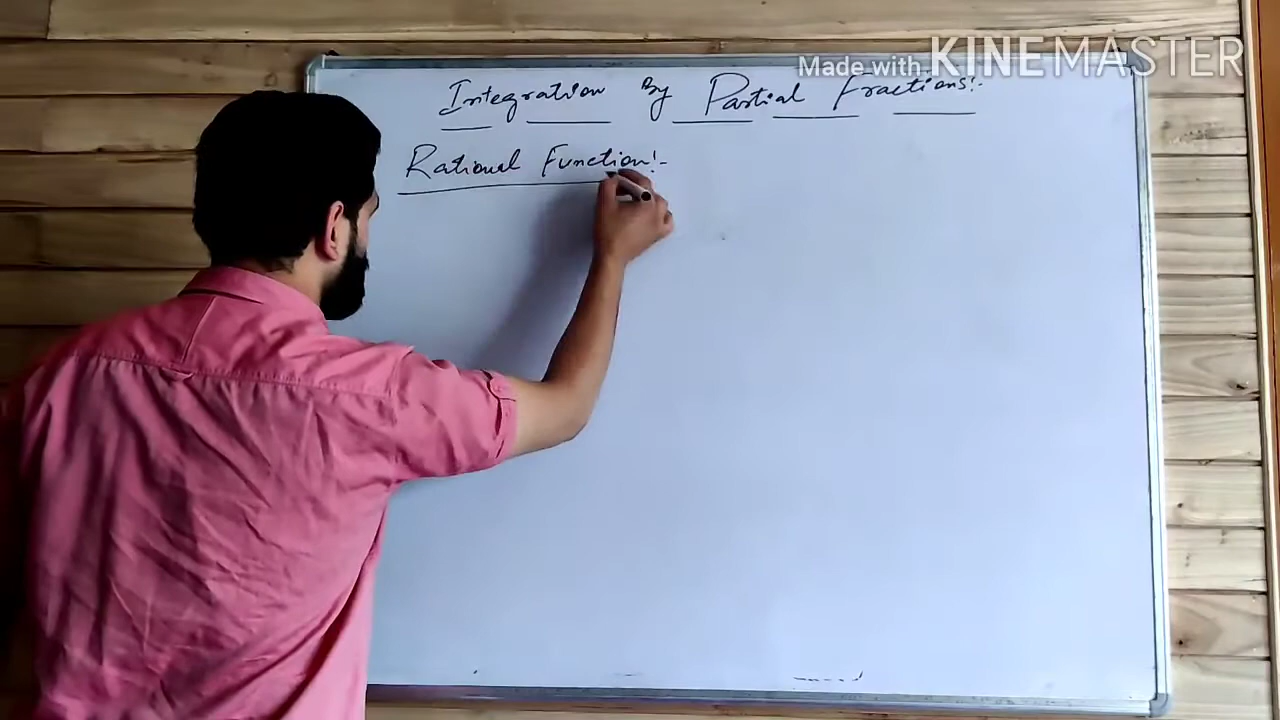 Made with KINEMASTER
Integration By Partial Fractions:-
Rational Function:-